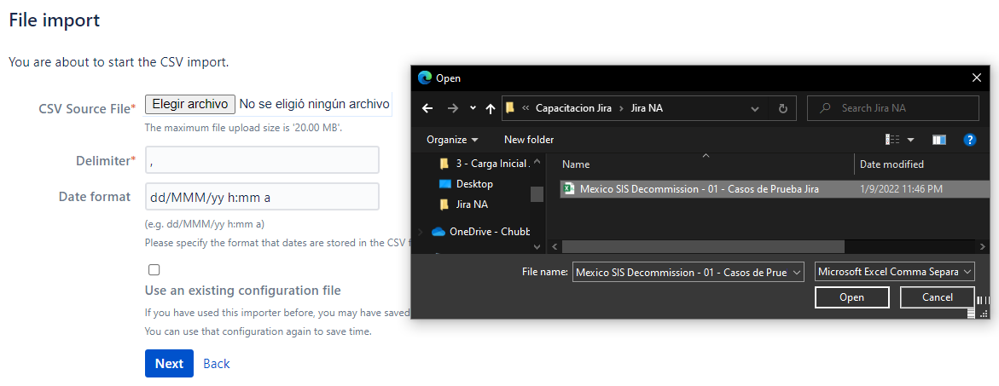 File import
You are about to start the CSV import.
CSV Source File*
Elegir archivo No se eligió ningún archivo
The maximum file upload size is '20.00 MB'.
Delimiter*
,
Date format
dd/MMM/yy h:mm a
(e.g. dd/MMM/yy h:mm a)
Please specify the format that dates are stored in the CSV
Use an existing configuration file
If you have used this importer before, you may have saved
You can use that configuration again to save time.
Next Back
Open
« Capacitacion Jira › Jira NA
Search Jira NA
Organize New folder
3 - Carga Inicial
Desktop
Jira NA
OneDrive - Chubb
Name Date modified
Mexico SIS Decommission - 01 - Casos de Prueba Jira 1/9/2022 11:46 PM
File name: Mexico SIS Decommission - 01 - Casos de Prue
Microsoft Excel Comma Separa
Open Cancel